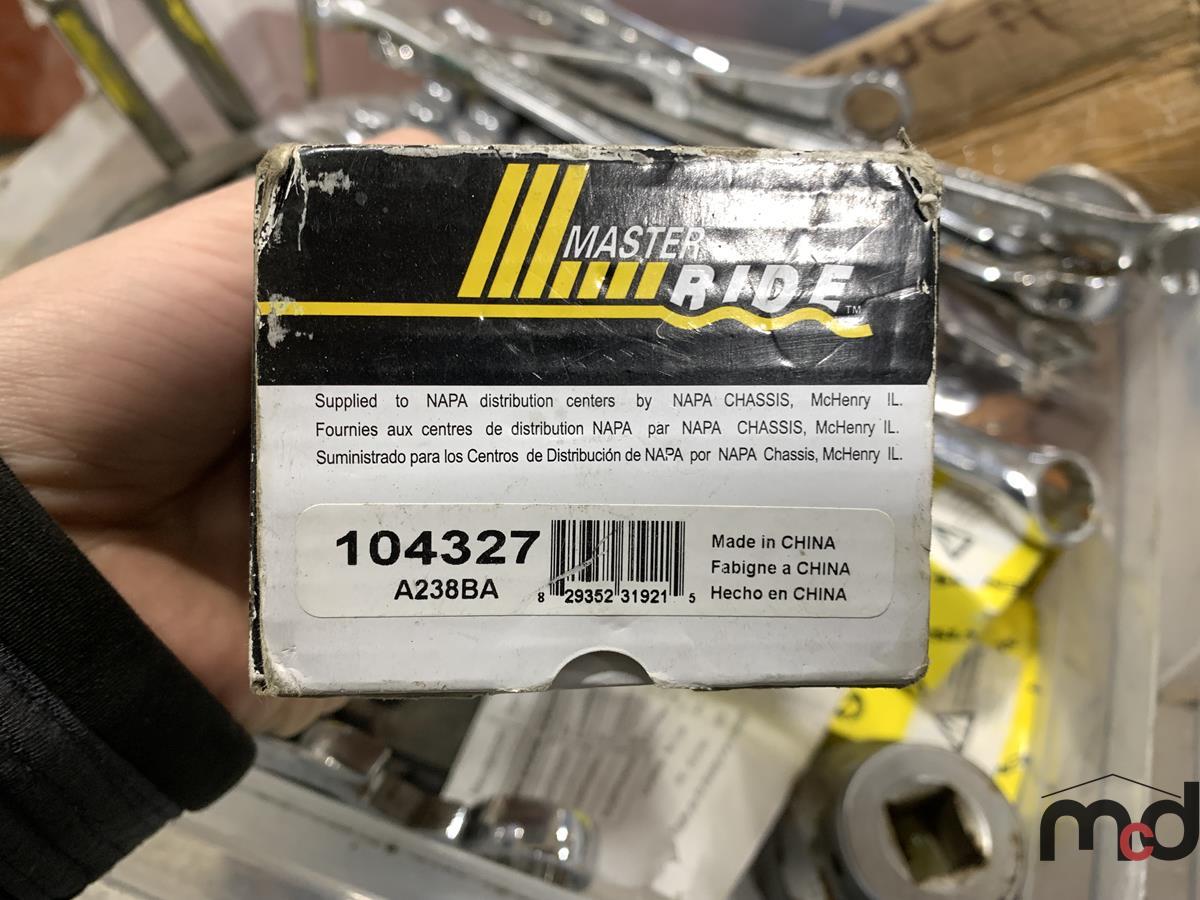 MASTER
RIDE™
Supplied to NAPA distribution centers by NAPA CHASSIS, McHenry IL.
Fournies aux centres de distribution NAPA par NAPA CHASSIS, McHenry IL.
Suministrado para los Centros de Distribución de NAPA por NAPA Chassis, McHenry IL.
104327
A238BA
8 29352 31921 5
Made in CHINA
Fabigne a CHINA
Hecho en CHINA
mcd